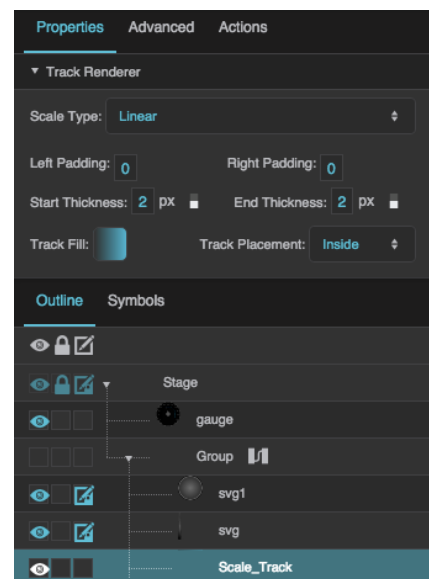 Properties Advanced Actions
Track Renderer
Scale Type: Linear
Left Padding: 0 Right Padding: 0
Start Thickness: 2 px End Thickness: 2 px
Track Fill: Track Placement: Inside
Outline Symbols
Stage
gauge
Group
svg1
svg
Scale_Track